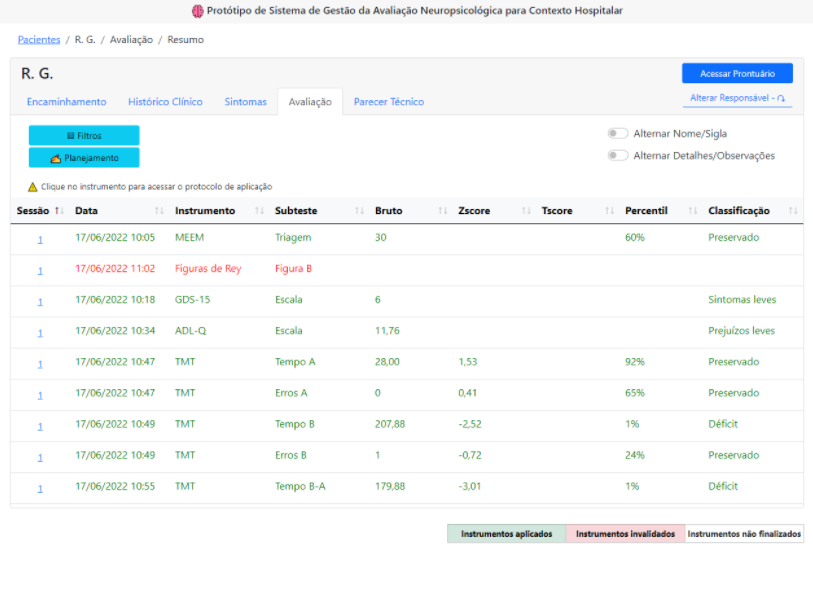 Protótipo de Sistema de Gestão da Avaliação Neuropsicológica para Contexto Hospitalar
Pacientes / R. G. / Avaliação / Resumo
R. G.
Acessar Prontuário
Alterar Responsável -
Encaminhamento Histórico Clínico Sintomas Avaliação Parecer Técnico
Filtros
Planejamento
Alternar Nome/Sigla
Alternar Detalhes/Observações
Clique no instrumento para acessar o protocolo de aplicação
Sessão Data Instrumento Subteste Bruto Zscore Tscore Percentil Classificação
1 17/06/2022 10:05 MEEM Triagem 30 60% Preservado
1 17/06/2022 11:02 Figuras de Rey Figura B
1 17/06/2022 10:18 GDS-15 Escala 6 Sintomas leves
1 17/06/2022 10:34 ADL-Q Escala 11,76 Prejuízos leves
1 17/06/2022 10:47 TMT Tempo A 28,00 1,53 92% Preservado
1 17/06/2022 10:47 TMT Erros A 0 0,41 65% Preservado
1 17/06/2022 10:49 TMT Tempo B 207,88 -2,52 1% Déficit
1 17/06/2022 10:49 TMT Erros B 1 -0,72 24% Preservado
1 17/06/2022 10:55 TMT Tempo B-A 179,88 -3,01 1% Déficit
Instrumentos aplicados Instrumentos invalidados Instrumentos não finalizados